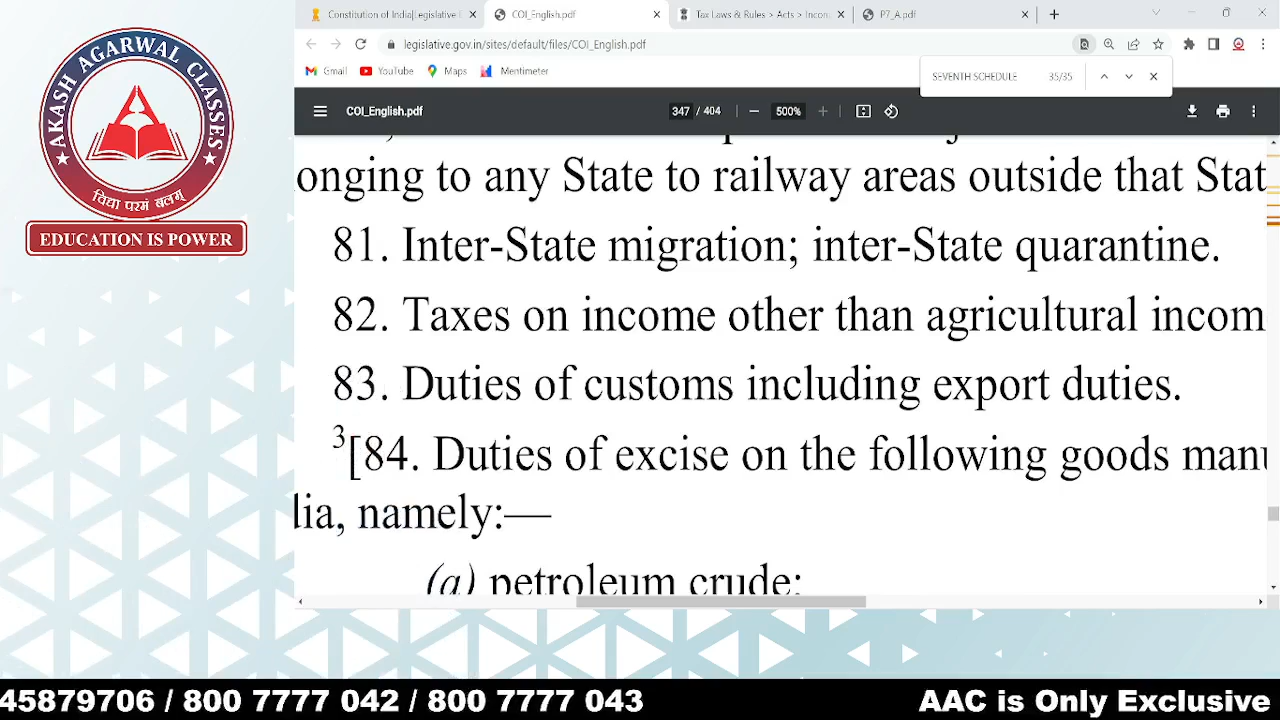 AKASH AGARWAL CLASSES
विद्या परमं बलम्
EDUCATION IS POWER
Constitution of India|Legislative
COI_English.pdf
Tax Laws & Rules > Acts > Incom
P7_A.pdf
legislative.gov.in/sites/default/files/COI_English.pdf
Gmail
YouTube
Maps
Mentimeter
SEVENTH SCHEDULE 35/35
COI_English.pdf
347 / 404
500%
onging to any State to railway areas outside that Stat
81. Inter-State migration; inter-State quarantine.
82. Taxes on income other than agricultural incom
83. Duties of customs including export duties.
3[84. Duties of excise on the following goods manu
dia, namely:—
(a) petroleum crude;
45879706 / 800 7777 042 / 800 7777 043
AAC is Only Exclusive